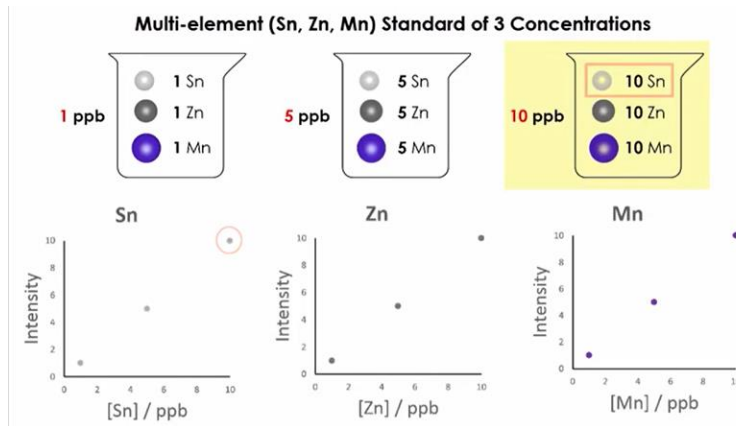 Multi-element (Sn, Zn, Mn) Standard of 3 Concentrations
1 ppb
1 Sn
1 Zn
1 Mn
5 ppb
5 Sn
5 Zn
5 Mn
10 ppb
10 Sn
10 Zn
10 Mn
Sn
Intensity
10
8
6
4
2
0
0 2 4 6 8 10
[Sn] / ppb
Zn
Intensity
10
8
6
4
2
0
0 2 4 6 8 10
[Zn] / ppb
Mn
Intensity
10
8
6
4
2
0
0 2 4 6 8
[Mn] / ppb